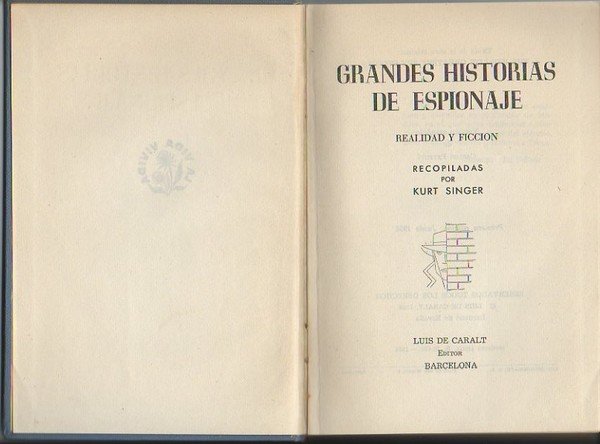 GRANDES HISTORIAS
DE ESPIONAJE
REALIDAD Y FICCION
RECOPILADAS
POR
KURT SINGER
LUIS DE CARALT
Editor
BARCELONA